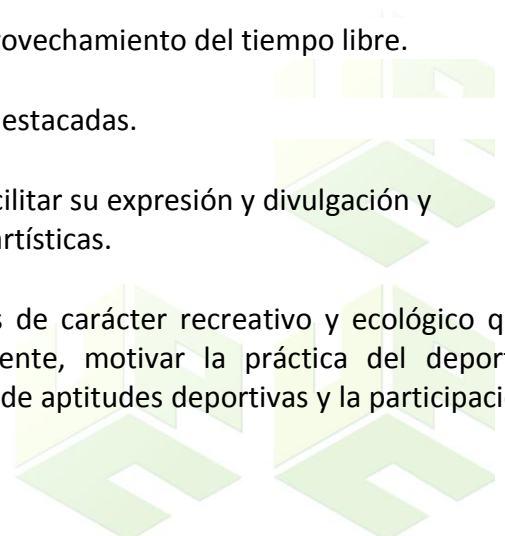 rovechamiento del tiempo libre.
estacadas.
cilitar su expresión y divulgación y
artísticas.
s de carácter recreativo y ecológico q
ente, motivar la práctica del depor
de aptitudes deportivas y la participaci